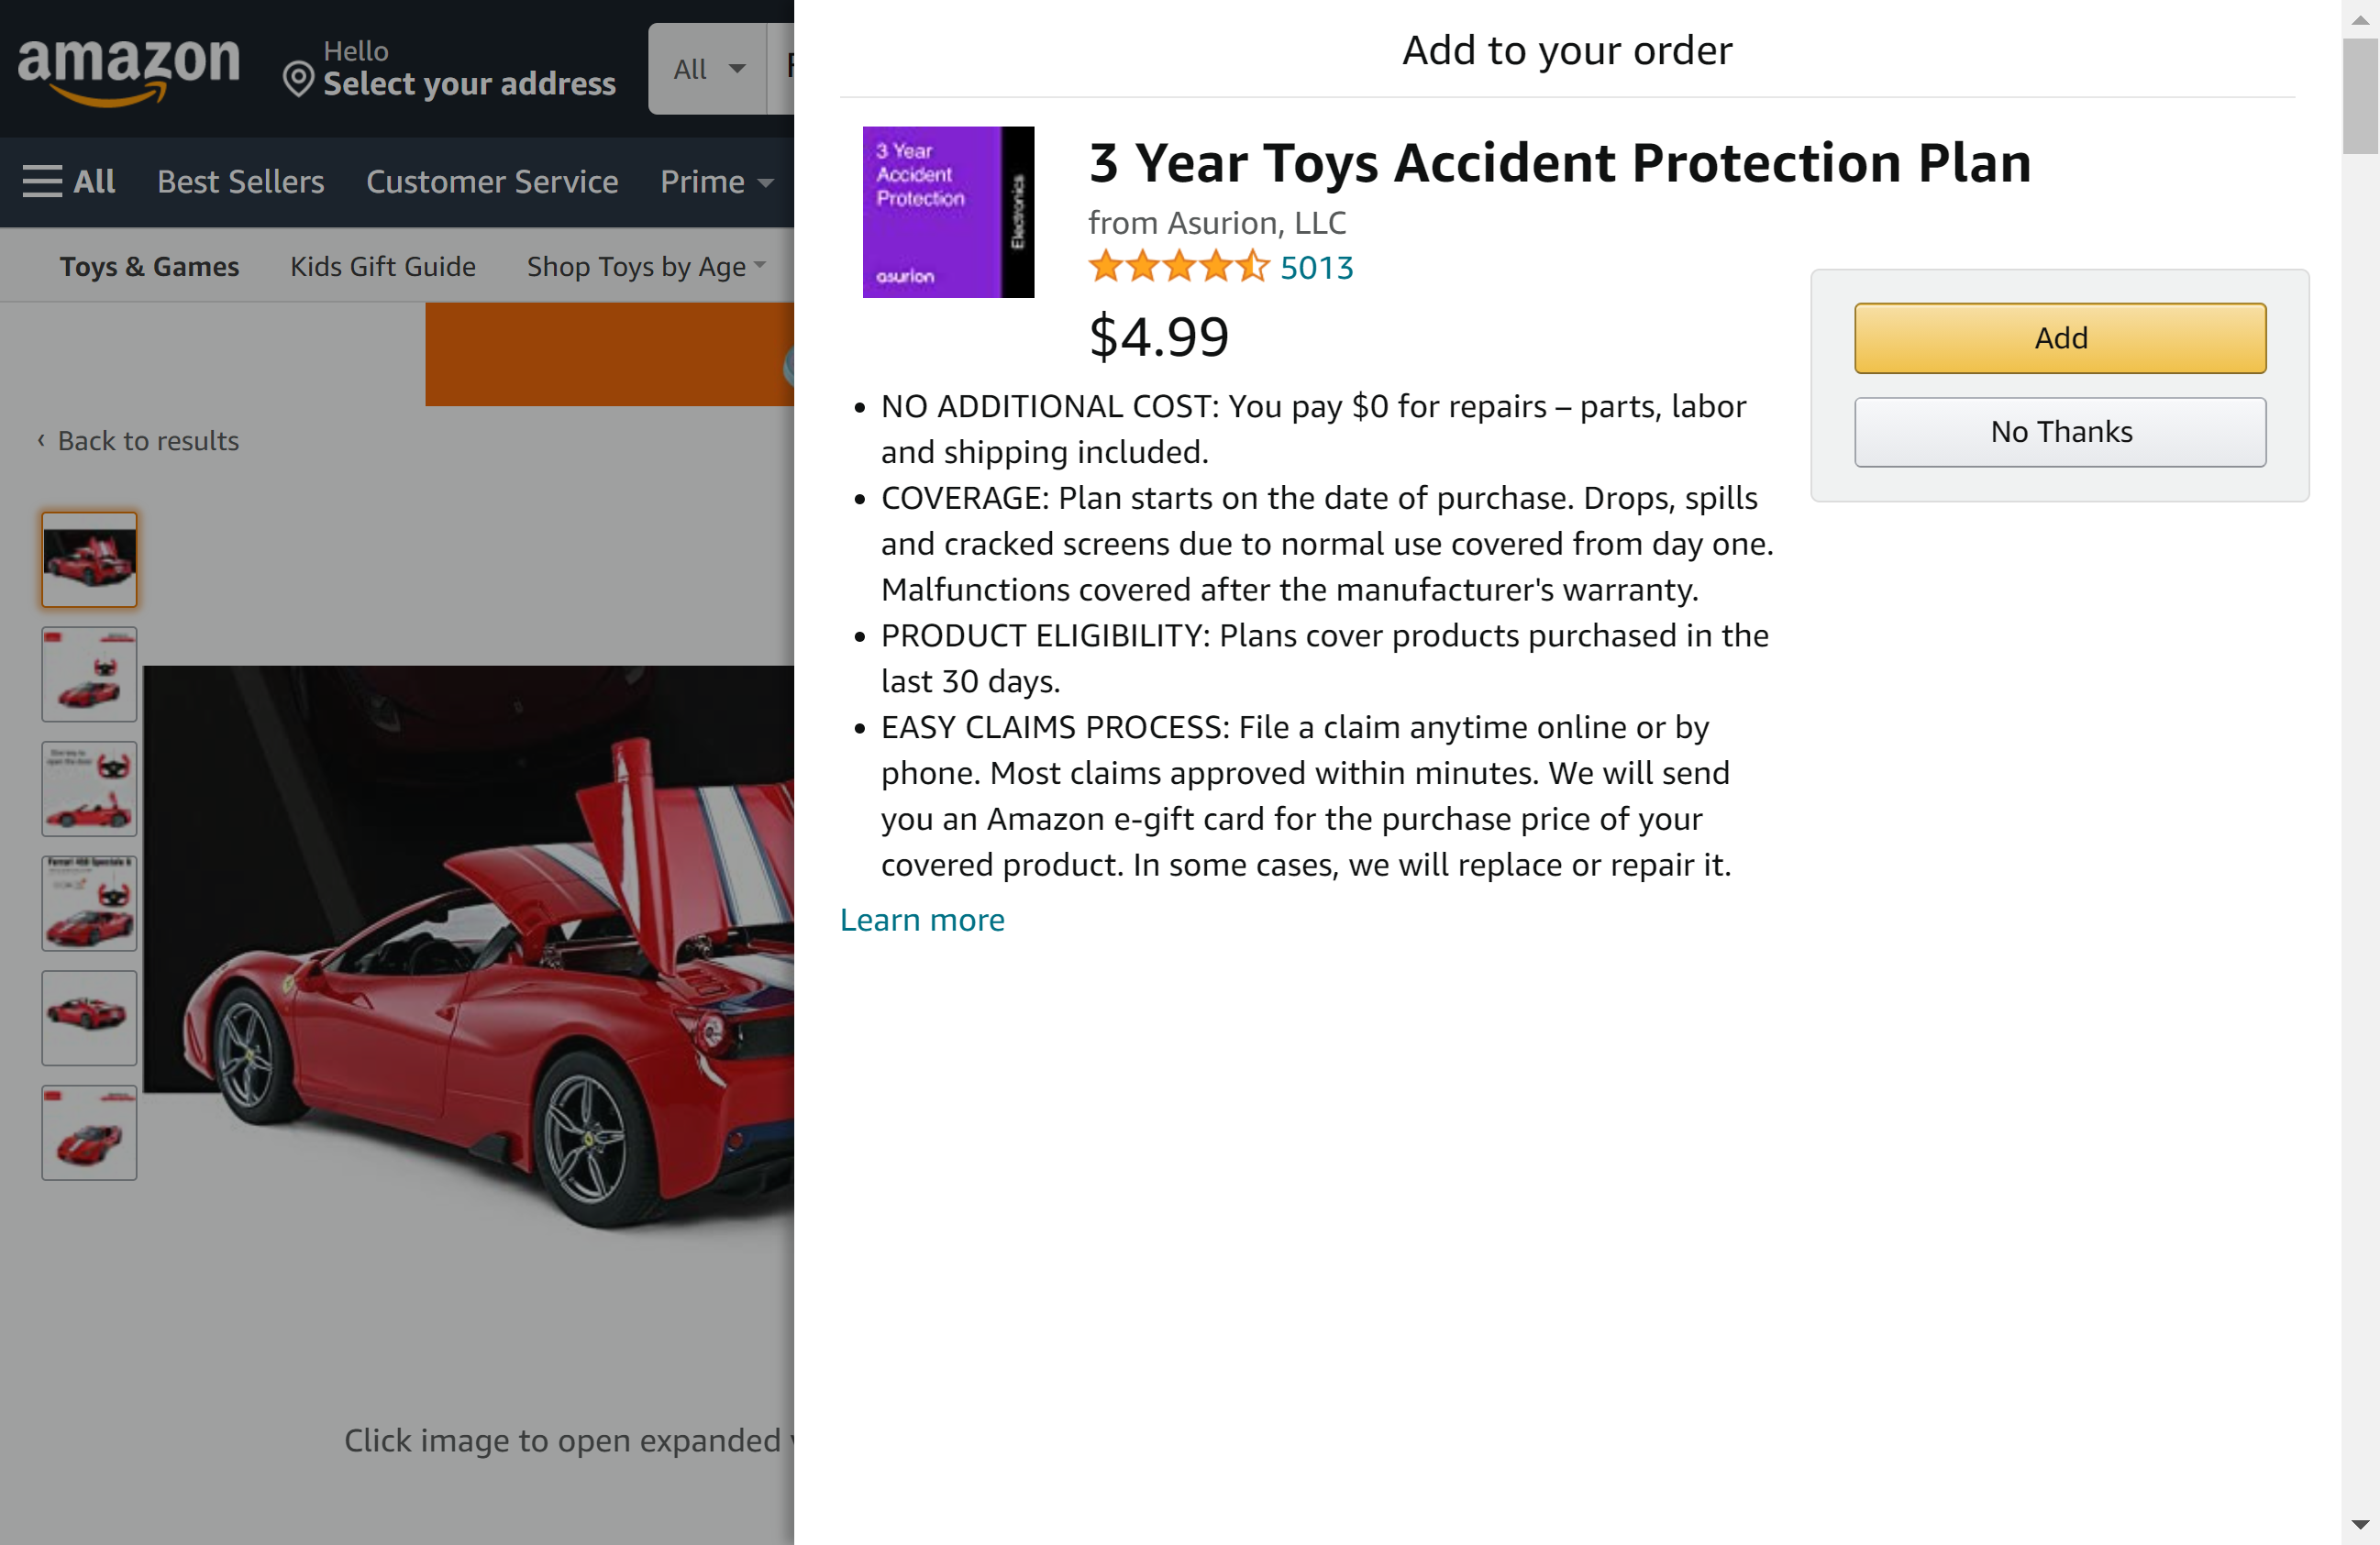 amazon
Hello
Select your address
All
All
Best Sellers
Customer Service
Prime
Toys & Games
Kids Gift Guide
Shop Toys by Age
‹ Back to results
Click image to open expanded
Add to your order
3 Year
Accident
Protection
Electronics
asurion
3 Year Toys Accident Protection Plan
from Asurion, LLC
5013
$4.99
Add
No Thanks
• NO ADDITIONAL COST: You pay $0 for repairs – parts, labor
and shipping included.
• COVERAGE: Plan starts on the date of purchase. Drops, spills
and cracked screens due to normal use covered from day one.
Malfunctions covered after the manufacturer's warranty.
• PRODUCT ELIGIBILITY: Plans cover products purchased in the
last 30 days.
• EASY CLAIMS PROCESS: File a claim anytime online or by
phone. Most claims approved within minutes. We will send
you an Amazon e-gift card for the purchase price of your
covered product. In some cases, we will replace or repair it.
Learn more